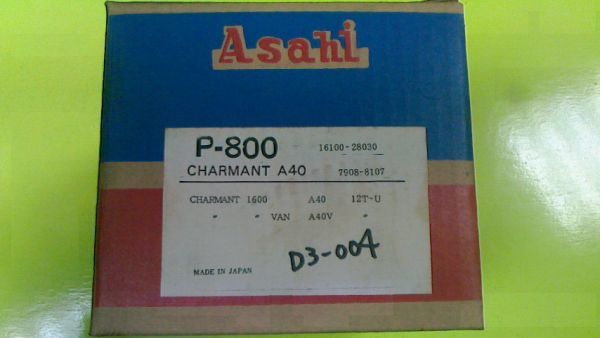 Asahi
P-800 16100-28030
CHARMANT A40 7908-8107
CHARMANT 1600 A40 12T-U
〃 〃 VAN A40V 〃
D3-004
MADE IN JAPAN